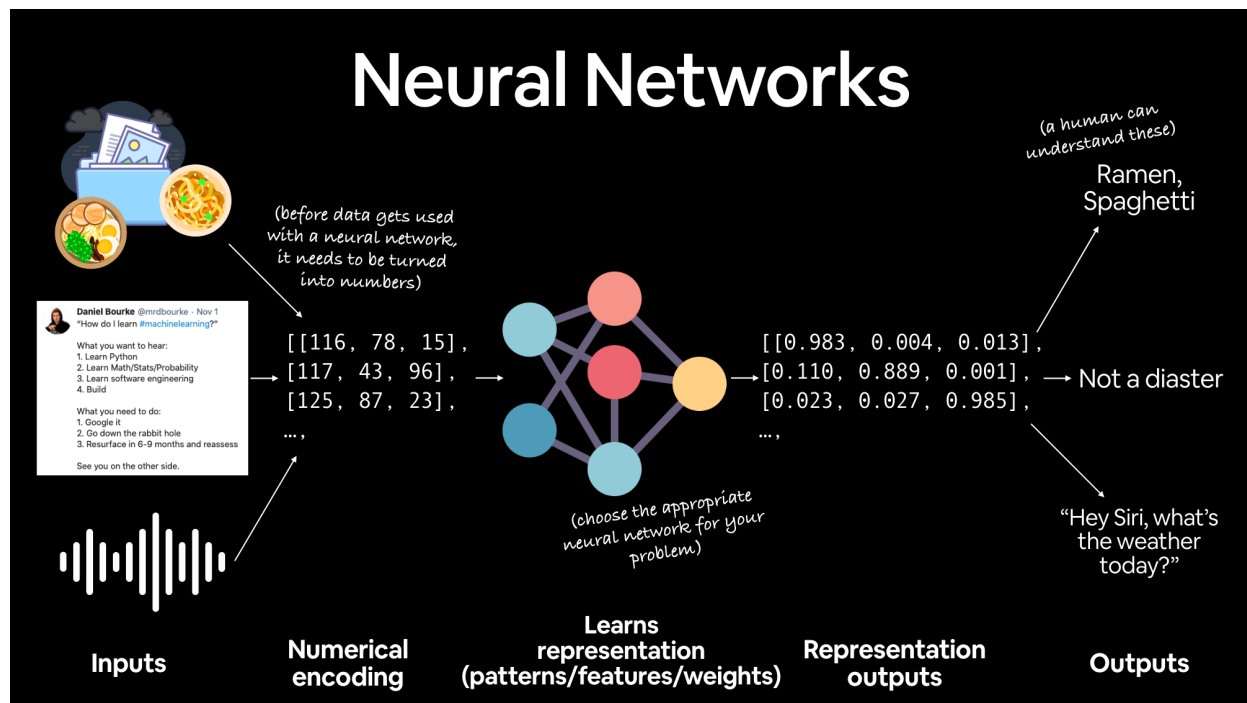 Neural Networks
(a human can
understand these)
Ramen,
Spaghetti
(before data gets used
with a neural network,
it needs to be turned
into numbers)
Daniel Bourke @mrdbourke · Nov 1
“How do I learn #machinelearning?”
What you want to hear:
1. Learn Python
2. Learn Math/Stats/Probability
3. Learn software engineering
4. Build
What you need to do:
1. Google it
2. Go down the rabbit hole
3. Resurface in 6-9 months and reassess
See you on the other side.
[[116, 78, 15],
[117, 43, 96],
[125, 87, 23],
…,
[[0.983, 0.004, 0.013],
[0.110, 0.889, 0.001],
[0.023, 0.027, 0.985],
…,
Not a diaster
(choose the appropriate
neural network for your
problem)
“Hey Siri, what’s
the weather
today?”
Inputs
Numerical
encoding
Learns
representation
(patterns/features/weights)
Representation
outputs
Outputs